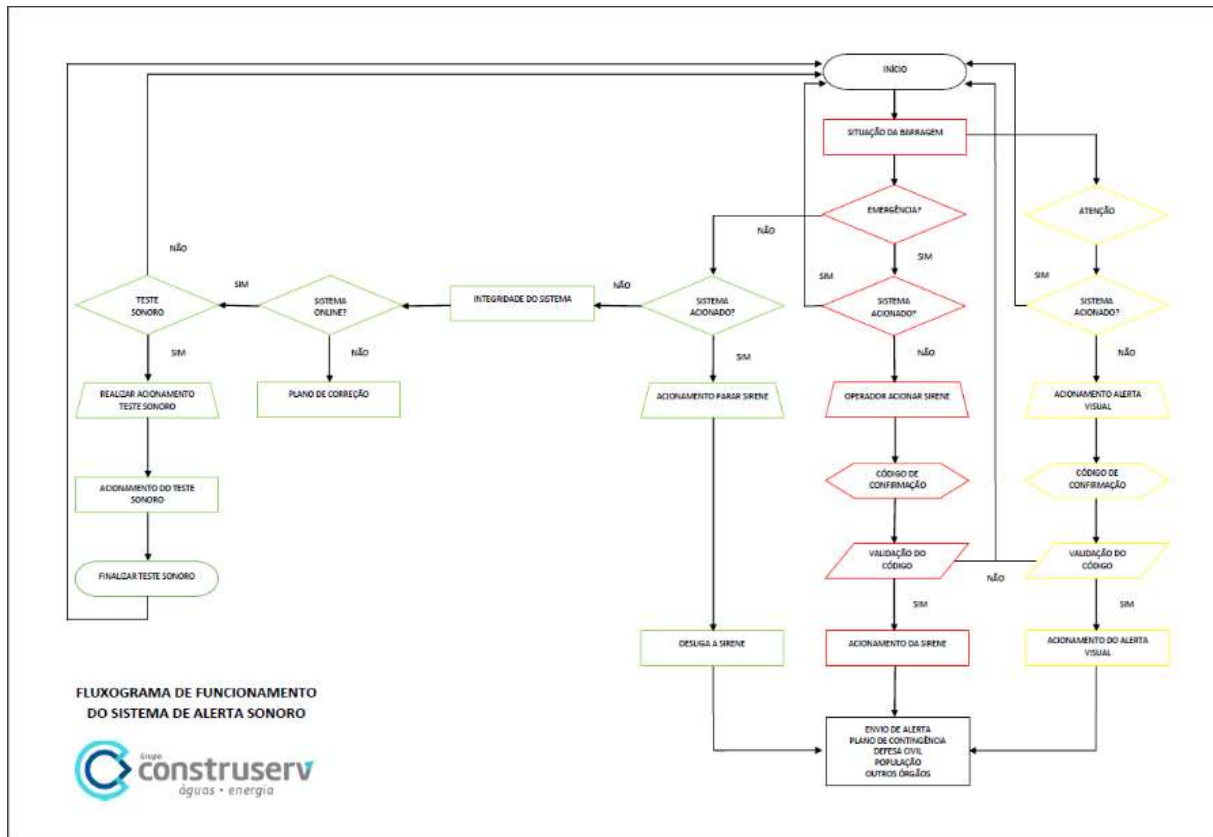 INÍCIO
SITUAÇÃO DA BARRAGEM
EMERGÊNCIA?
ATENÇÃO
NÃO
NÃO
SIM
SIM
SIM
NÃO
NÃO
SIM
TESTE
SONORO
SISTEMA
ONLINE?
INTEGRIDADE DO SISTEMA
SISTEMA
ACIONADO?
SISTEMA
ACIONADO?
SISTEMA
ACIONADO?
SIM
NÃO
SIM
NÃO
NÃO
REALIZAR ACIONAMENTO
TESTE SONORO
PLANO DE CORREÇÃO
ACIONAMENTO PARAR SIRENE
OPERADOR ACIONAR SIRENE
ACIONAMENTO ALERTA
VISUAL
ACIONAMENTO DO TESTE
SONORO
CÓDIGO DE
CONFIRMAÇÃO
CÓDIGO DE
CONFIRMAÇÃO
FINALIZAR TESTE SONORO
VALIDAÇÃO DO
CÓDIGO
NÃO
VALIDAÇÃO DO
CÓDIGO
SIM
SIM
DESLIGA A SIRENE
ACIONAMENTO DA SIRENE
ACIONAMENTO DO ALERTA
VISUAL
FLUXOGRAMA DE FUNCIONAMENTO
DO SISTEMA DE ALERTA SONORO
ENVIO DE ALERTA
PLANO DE CONTINGÊNCIA
DEFESA CIVIL
POPULAÇÃO
OUTROS ÓRGÃOS
Grupo
construserv
águas • energia